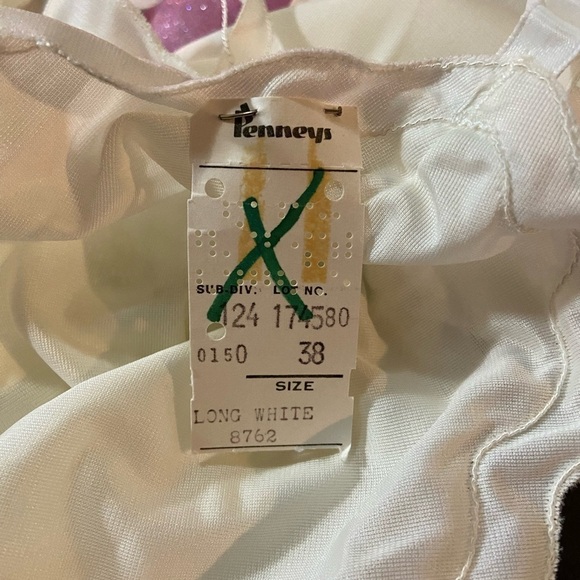 Penneys
SUB-DIV. LOT NO.
124 174580
0150 38
SIZE
LONG WHITE
8762